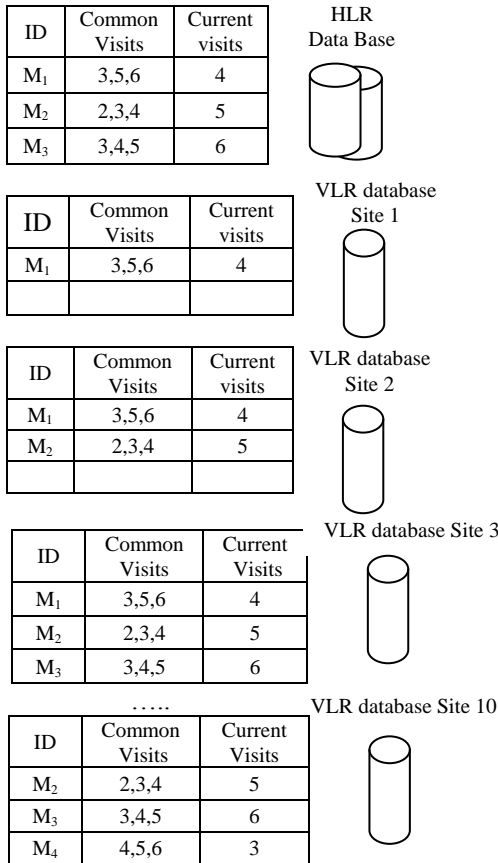 HLR
Data Base
ID Common Visits Current visits
M₁ 3,5,6 4
M₂ 2,3,4 5
M₃ 3,4,5 6
VLR database
Site 1
ID Common Visits Current visits
M₁ 3,5,6 4
VLR database
Site 2
ID Common Visits Current visits
M₁ 3,5,6 4
M₂ 2,3,4 5
VLR database Site 3
ID Common Visits Current Visits
M₁ 3,5,6 4
M₂ 2,3,4 5
M₃ 3,4,5 6
…..
VLR database Site 10
ID Common Visits Current Visits
M₂ 2,3,4 5
M₃ 3,4,5 6
M₄ 4,5,6 3